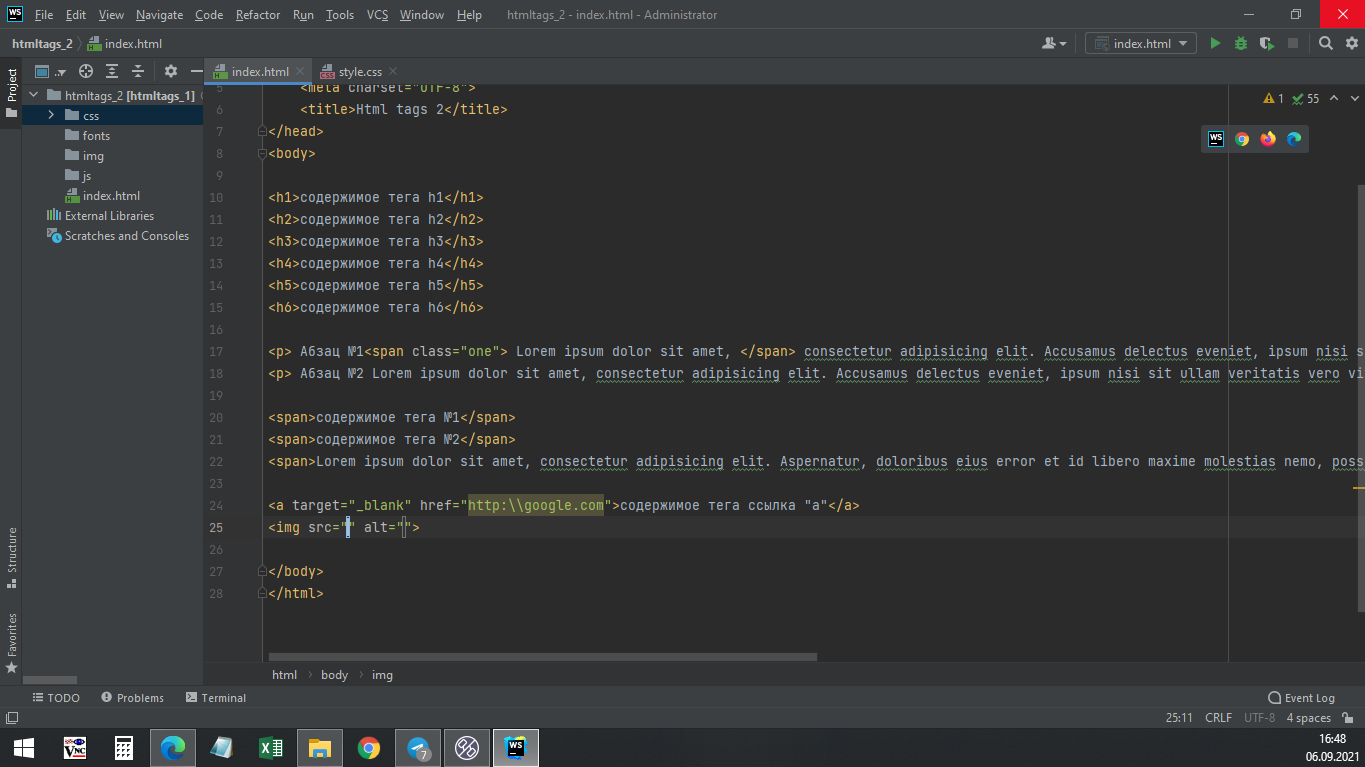 WS File Edit View Navigate Code Refactor Run Tools VCS Window Help htmltags_2 - index.html - Administrator
htmltags_2 index.html index.html
Project
index.html style.css
htmltags_2 [htmltags_1]
css
fonts
img
js
index.html
External Libraries
Scratches and Consoles
1 55
WS
5 <meta charset="UTF-8">
6 <title>Html tags 2</title>
7 </head>
8 <body>
9
10 <h1>содержимое тега h1</h1>
11 <h2>содержимое тега h2</h2>
12 <h3>содержимое тега h3</h3>
13 <h4>содержимое тега h4</h4>
14 <h5>содержимое тега h5</h5>
15 <h6>содержимое тега h6</h6>
16
17 <p> Абзац №1<span class="one"> Lorem ipsum dolor sit amet, </span> consectetur adipisicing elit. Accusamus delectus eveniet, ipsum nisi s
18 <p> Абзац №2 Lorem ipsum dolor sit amet, consectetur adipisicing elit. Accusamus delectus eveniet, ipsum nisi sit ullam veritatis vero vi
19
20 <span>содержимое тега №1</span>
21 <span>содержимое тега №2</span>
22 <span>Lorem ipsum dolor sit amet, consectetur adipisicing elit. Aspernatur, doloribus eius error et id libero maxime molestias nemo, poss
23
24 <a target="_blank" href="http:\\google.com">содержимое тега ссылка "a"</a>
25 <img src="" alt="">
26
27 </body>
28 </html>
Structure
Favorites
html body img
TODO Problems Terminal Event Log
25:11 CRLF UTF-8 4 spaces
VNC 7 WS
16:48
06.09.2021